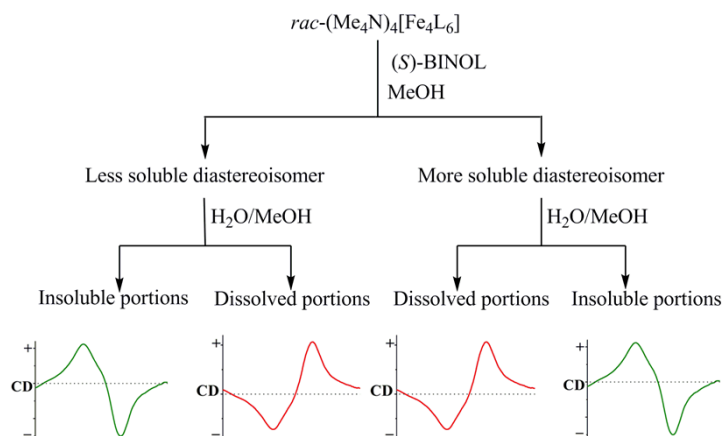 rac-(Me₄N)₄[Fe₄L₆]
(S)-BINOL
MeOH
Less soluble diastereoisomer
More soluble diastereoisomer
H₂O/MeOH
H₂O/MeOH
Insoluble portions
Dissolved portions
Dissolved portions
Insoluble portions
+
CD
−
+
CD
−
+
CD
−
+
CD
−